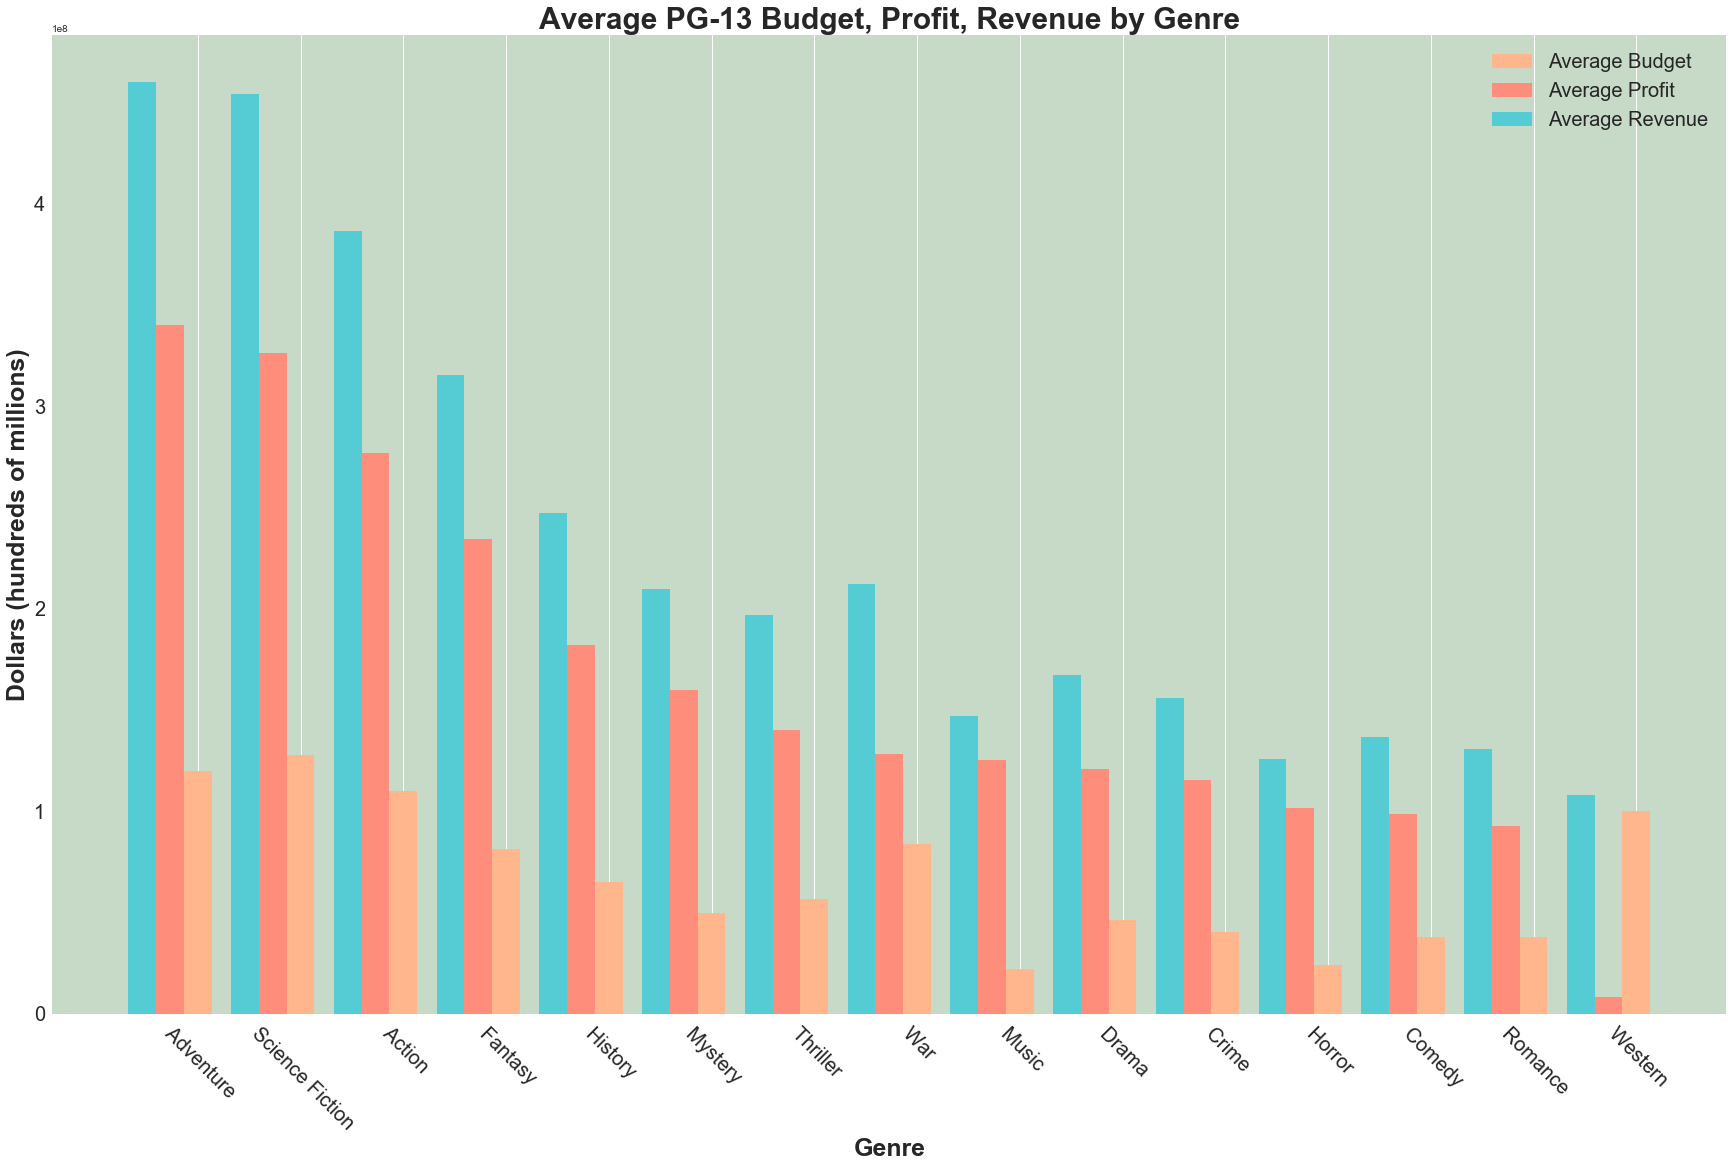 Average PG-13 Budget, Profit, Revenue by Genre
1e8
Average Budget
Average Profit
Average Revenue
4
3
2
1
0
Dollars (hundreds of millions)
Adventure
Science Fiction
Action
Fantasy
History
Mystery
Thriller
War
Music
Drama
Crime
Horror
Comedy
Romance
Western
Genre